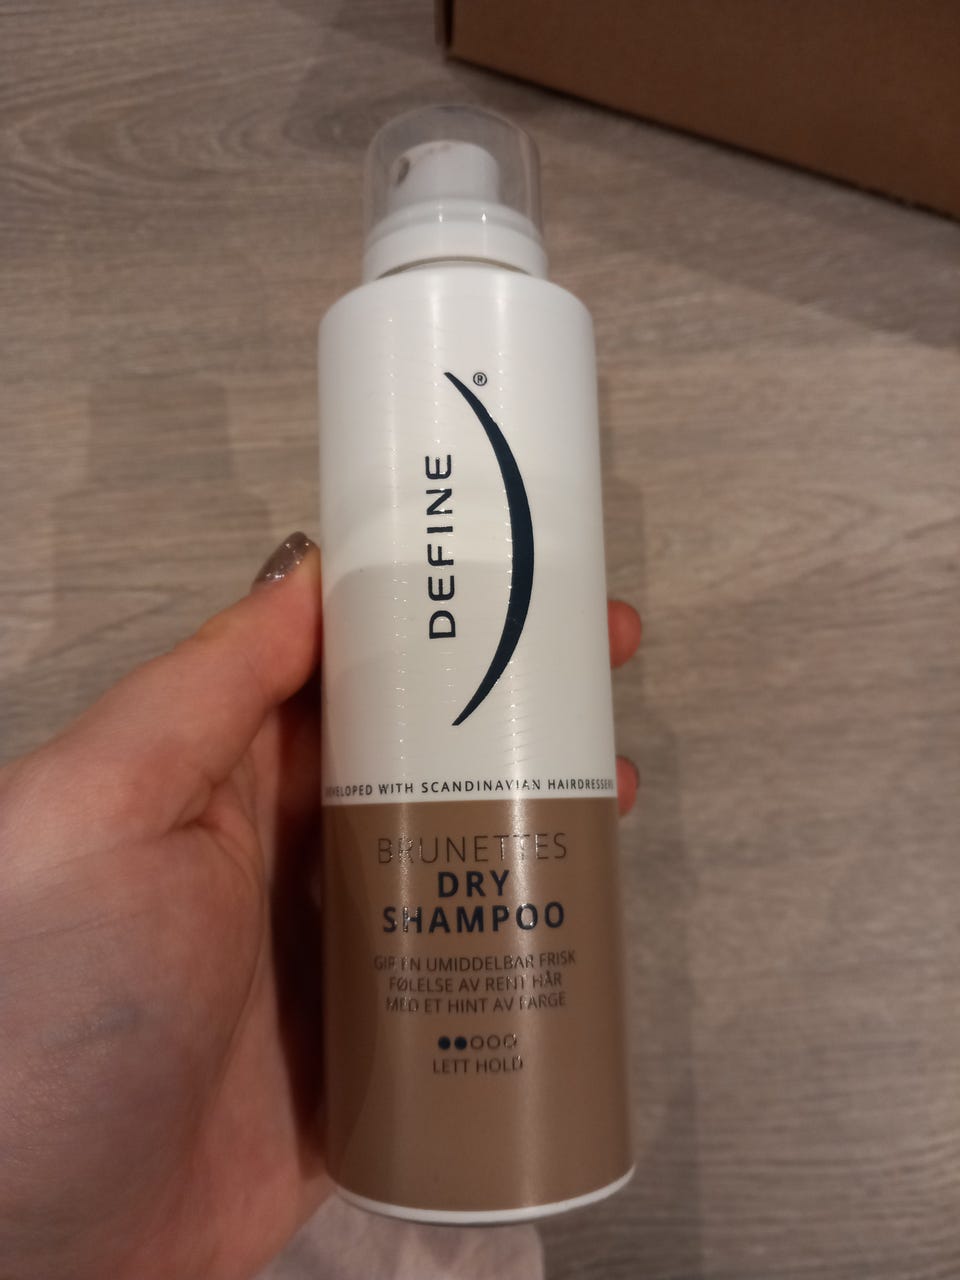 DEFINE®
DEVELOPED WITH SCANDINAVIAN HAIRDRESSERS
BRUNETTES
DRY
SHAMPOO
GIR EN UMIDDELBAR FRISK
FØLELSE AV RENT HÅR
MED ET HINT AV FARGE
LETT HOLD